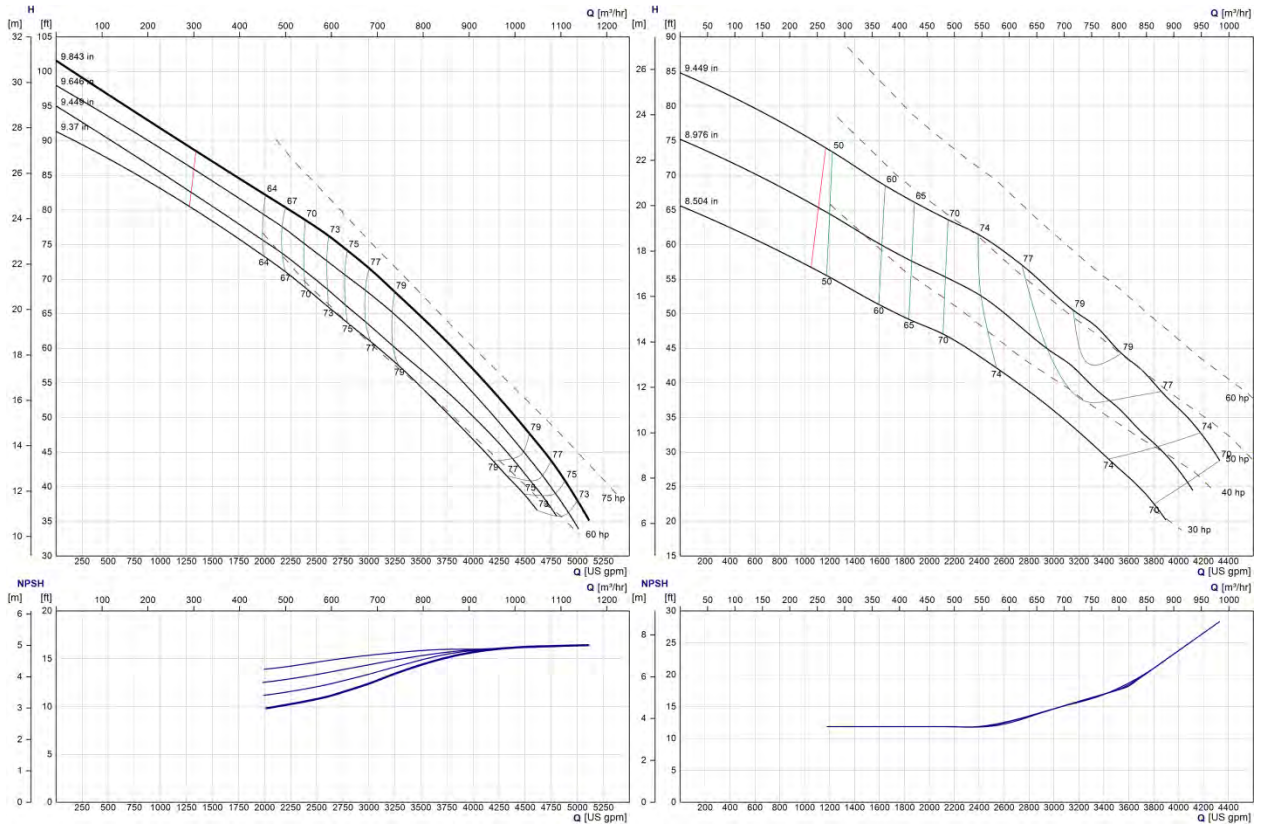 H Q [m³/hr]
[m] [ft] 100 200 300 400 500 600 700 800 900 1000 1100 1200
32 30 28 26 24 22 20 18 16 14 12 10
105 100 95 90 85 80 75 70 65 60 55 50 45 40 35 30
9.843 in
9.646 in
9.449 in
9.37 in
64 67 70 73 75 77 79
64 67 70 73 75 77 79
79 77 75 73
79 77 75 73
75 hp
60 hp
250 500 750 1000 1250 1500 1750 2000 2250 2500 2750 3000 3250 3500 3750 4000 4250 4500 4750 5000 5250
Q [US gpm]
H Q [m³/hr]
[m] [ft] 50 100 150 200 250 300 350 400 450 500 550 600 650 700 750 800 850 900 950 1000
26 24 22 20 18 16 14 12 10 8 6
90 85 80 75 70 65 60 55 50 45 40 35 30 25 20 15
9.449 in
8.976 in
8.504 in
50 60 65 70 74 77 79
79 77 74 70
50 60 65 70 74
74 70
60 hp
50 hp
40 hp
30 hp
200 400 600 800 1000 1200 1400 1600 1800 2000 2200 2400 2600 2800 3000 3200 3400 3600 3800 4000 4200 4400
Q [US gpm]
NPSH Q [m³/hr]
[m] [ft] 100 200 300 400 500 600 700 800 900 1000 1100 1200
6 5 4 3 2 1 0
20 15 10 5 0
250 500 750 1000 1250 1500 1750 2000 2250 2500 2750 3000 3250 3500 3750 4000 4250 4500 4750 5000 5250
Q [US gpm]
NPSH Q [m³/hr]
[m] [ft] 50 100 150 200 250 300 350 400 450 500 550 600 650 700 750 800 850 900 950 1000
8 6 4 2 0
30 25 20 15 10 5 0
200 400 600 800 1000 1200 1400 1600 1800 2000 2200 2400 2600 2800 3000 3200 3400 3600 3800 4000 4200 4400
Q [US gpm]